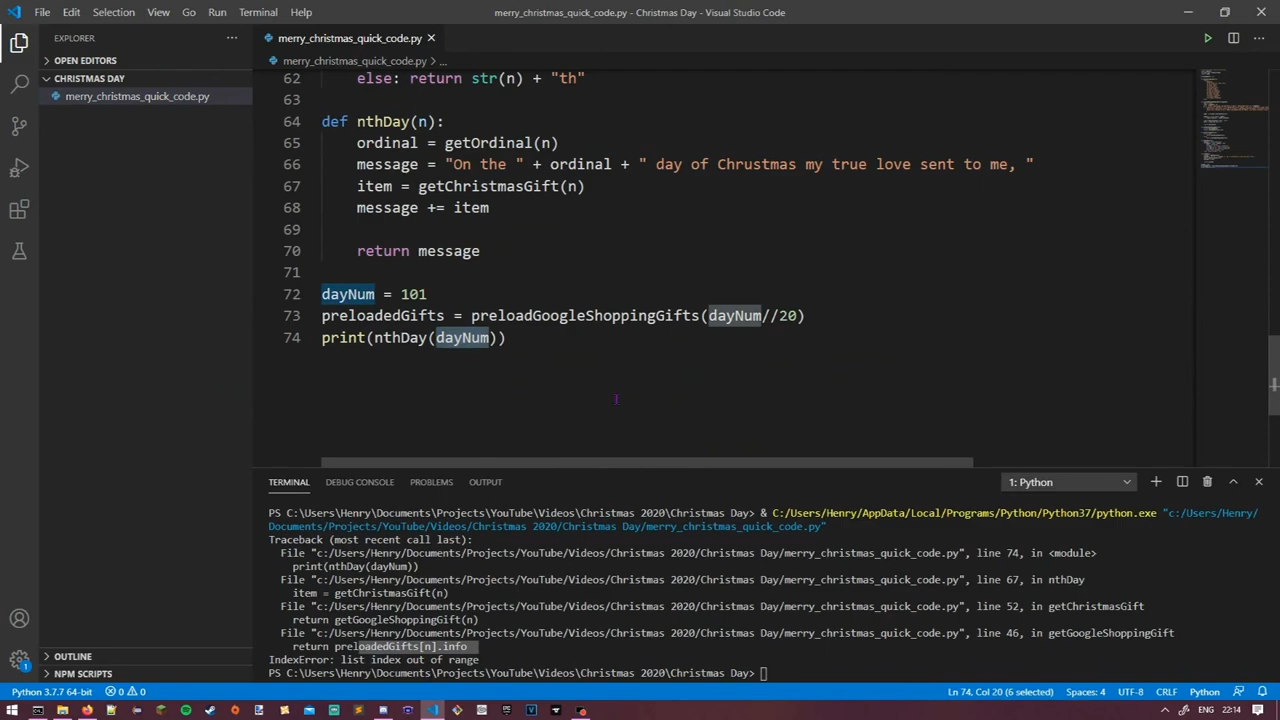 File Edit Selection View Go Run Terminal Help
merry_christmas_quick_code.py - Christmas Day - Visual Studio Code
EXPLORER
OPEN EDITORS
CHRISTMAS DAY
merry_christmas_quick_code.py
merry_christmas_quick_code.py
merry_christmas_quick_code.py > ...
62 else: return str(n) + "th"
63
64 def nthDay(n):
65 ordinal = getOrdinal(n)
66 message = "On the " + ordinal + " day of Chrustmas my true love sent to me, "
67 item = getChristmasGift(n)
68 message += item
69
70 return message
71
72 dayNum = 101
73 preloadedGifts = preloadGoogleShoppingGifts(dayNum//20)
74 print(nthDay(dayNum))
TERMINAL DEBUG CONSOLE PROBLEMS OUTPUT
1: Python
PS C:\Users\Henry\Documents\Projects\YouTube\Videos\Christmas 2020\Christmas Day> & C:/Users/Henry/AppData/Local/Programs/Python/Python37/python.exe "c:/Users/Henry/
Documents/Projects/YouTube/Videos/Christmas 2020/Christmas Day/merry_christmas_quick_code.py"
Traceback (most recent call last):
File "c:/Users/Henry/Documents/Projects/YouTube/Videos/Christmas 2020/Christmas Day/merry_christmas_quick_code.py", line 74, in <module>
print(nthDay(dayNum))
File "c:/Users/Henry/Documents/Projects/YouTube/Videos/Christmas 2020/Christmas Day/merry_christmas_quick_code.py", line 67, in nthDay
item = getChristmasGift(n)
File "c:/Users/Henry/Documents/Projects/YouTube/Videos/Christmas 2020/Christmas Day/merry_christmas_quick_code.py", line 52, in getChristmasGift
return getGoogleShoppingGift(n)
File "c:/Users/Henry/Documents/Projects/YouTube/Videos/Christmas 2020/Christmas Day/merry_christmas_quick_code.py", line 46, in getGoogleShoppingGift
return preloadedGifts[n].info
IndexError: list index out of range
PS C:\Users\Henry\Documents\Projects\YouTube\Videos\Christmas 2020\Christmas Day>
OUTLINE
NPM SCRIPTS
1
Python 3.7.7 64-bit 0 0
Ln 74, Col 20 (6 selected) Spaces: 4 UTF-8 CRLF Python
22:14